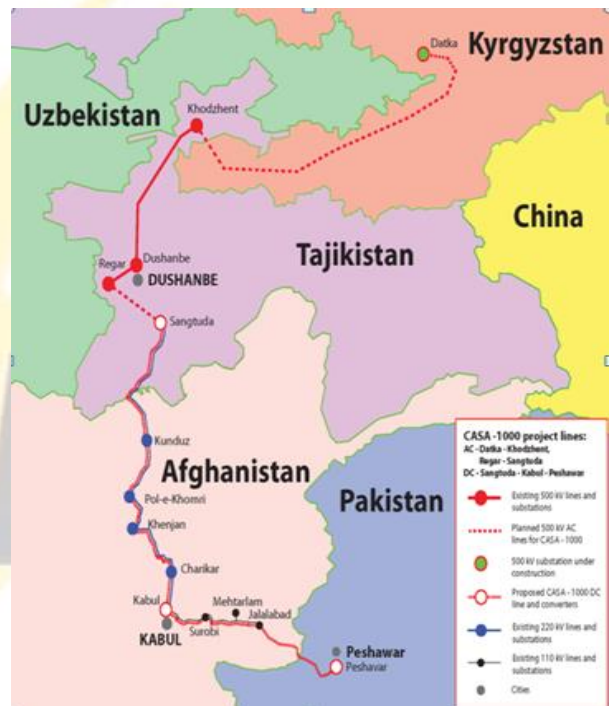 Datka
Kyrgyzstan
Uzbekistan
Khodzhent
China
Tajikistan
Regar
Dushanbe
DUSHANBE
Sangtuda
Kunduz
Afghanistan
Pol-e-Khomri
Khenjan
Pakistan
Charikar
Kabul
KABUL
Mehtarlam
Jalalabad
Surobi
Peshawar
Peshavar
CASA -1000 project lines:
AC - Datka - Khodzhent,
Regar - Sangtuda
DC - Sangtuda - Kabul - Peshawar
Existing 500 kV lines and
substations
Planned 500 kV AC
lines for CASA - 1000
500 kV substation under
construction
Proposed CASA - 1000 DC
line and converters
Existing 220 kV lines and
substations
Existing 110 kV lines and
substations
Cities